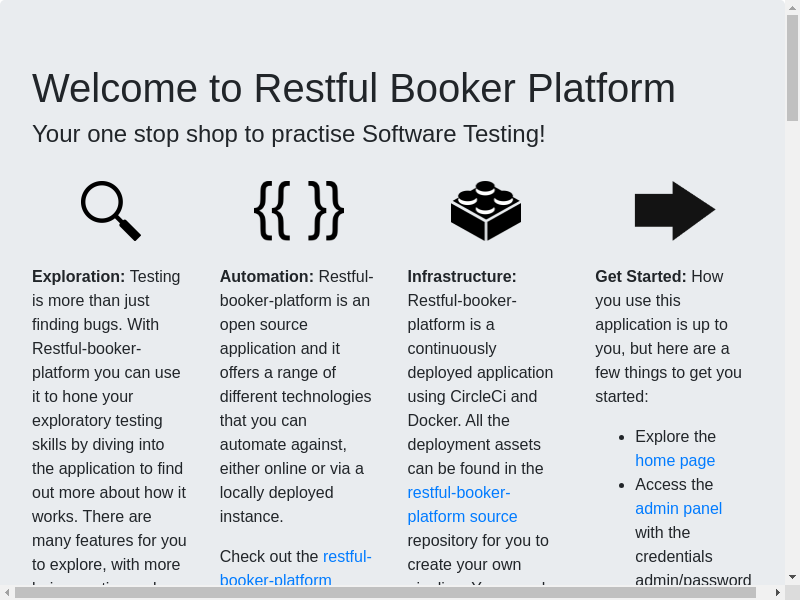 Welcome to Restful Booker Platform
Your one stop shop to practise Software Testing!
{{ }}
Exploration: Testing
is more than just
finding bugs. With
Restful-booker-
platform you can use
it to hone your
exploratory testing
skills by diving into
the application to find
out more about how it
works. There are
many features for you
to explore, with more
Automation: Restful-
booker-platform is an
open source
application and it
offers a range of
different technologies
that you can
automate against,
either online or via a
locally deployed
instance.
Check out the restful-
booker-platform
Infrastructure:
Restful-booker-
platform is a
continuously
deployed application
using CircleCi and
Docker. All the
deployment assets
can be found in the
restful-booker-
platform source
repository for you to
create your own
Get Started: How
you use this
application is up to
you, but here are a
few things to get you
started:
Explore the
home page
Access the
admin panel
with the
credentials
admin/password